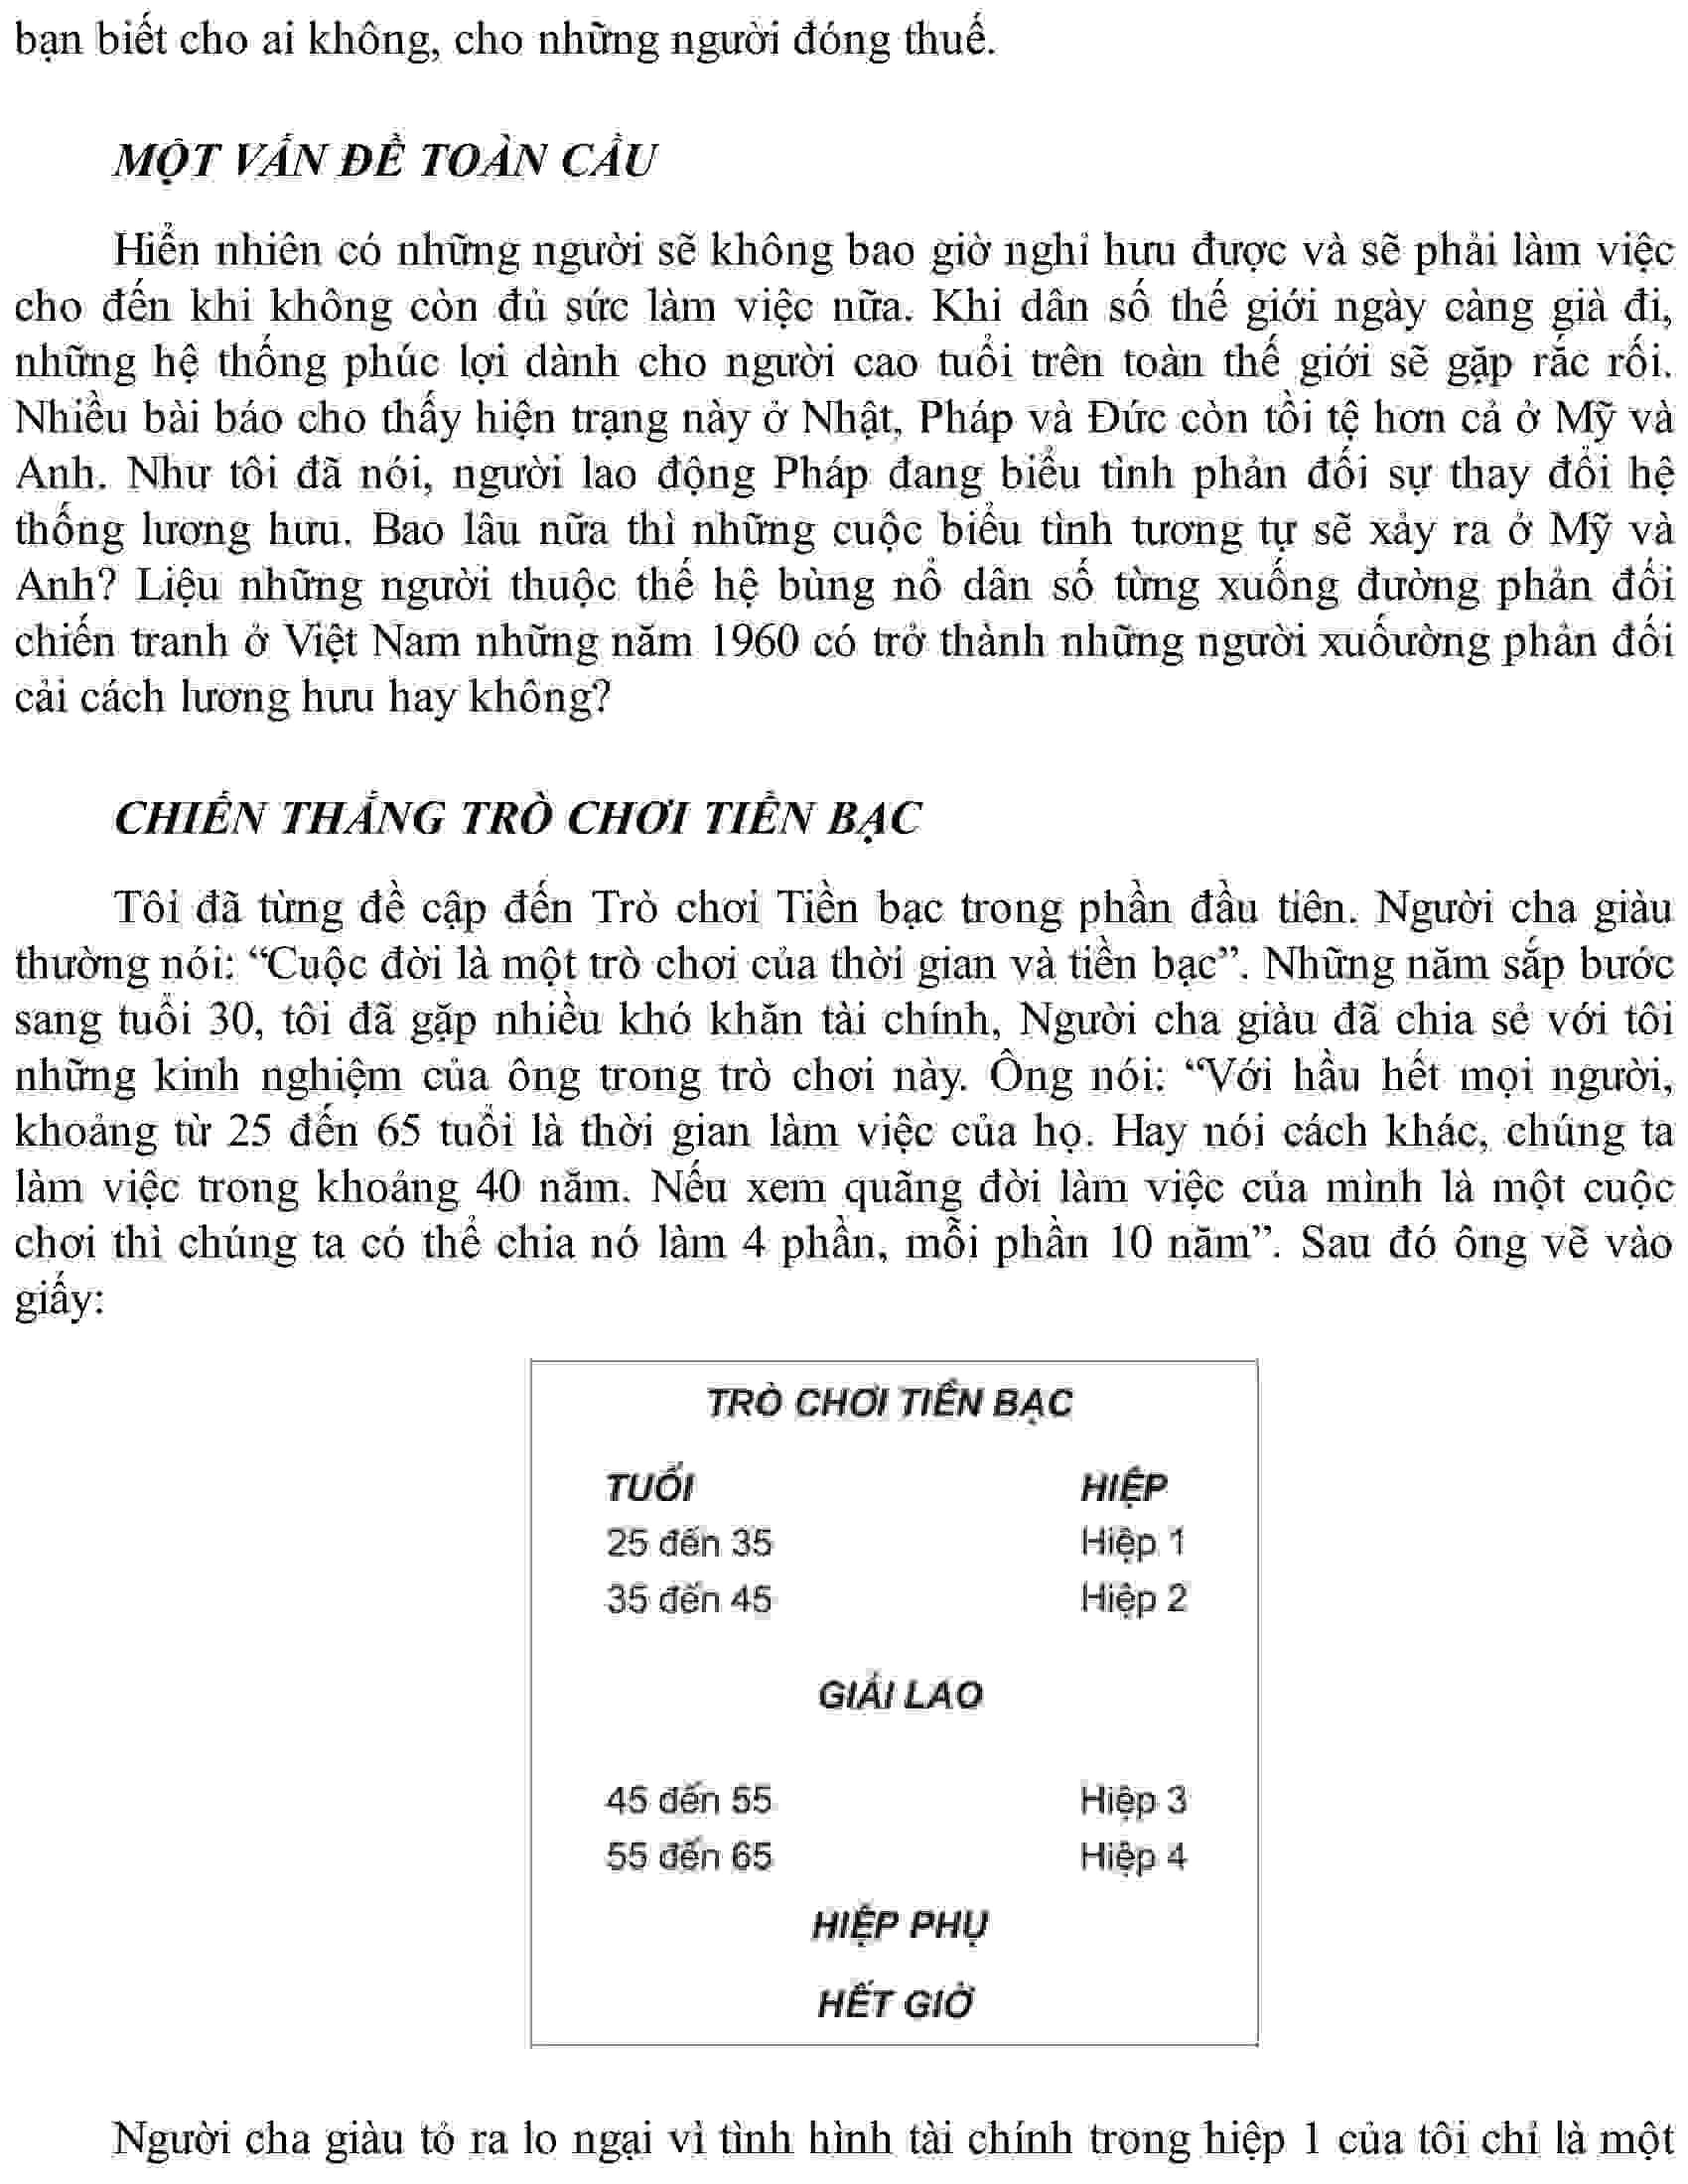 bạn biết cho ai không, cho những người đóng thuế.
MỘT VẤN ĐỀ TOÀN CẦU
Hiển nhiên có những người sẽ không bao giờ nghỉ hưu được và sẽ phải làm việc
cho đến khi không còn đủ sức làm việc nữa. Khi dân số thế giới ngày càng già đi,
những hệ thống phúc lợi dành cho người cao tuổi trên toàn thế giới sẽ gặp rắc rối.
Nhiều bài báo cho thấy hiện trạng này ở Nhật, Pháp và Đức còn tồi tệ hơn cả ở Mỹ và
Anh. Như tôi đã nói, người lao động Pháp đang biểu tình phản đối sự thay đổi hệ
thống lương hưu. Bao lâu nữa thì những cuộc biểu tình tương tự sẽ xảy ra ở Mỹ và
Anh? Liệu những người thuộc thế hệ bùng nổ dân số từng xuống đường phản đối
chiến tranh ở Việt Nam những năm 1960 có trở thành những người xuốường phản đối
cải cách lương hưu hay không?
CHIẾN THẮNG TRÒ CHƠI TIỀN BẠC
Tôi đã từng đề cập đến Trò chơi Tiền bạc trong phần đầu tiên. Người cha giàu
thường nói: “Cuộc đời là một trò chơi của thời gian và tiền bạc”. Những năm sắp bước
sang tuổi 30, tôi đã gặp nhiều khó khăn tài chính, Người cha giàu đã chia sẻ với tôi
những kinh nghiệm của ông trong trò chơi này. Ông nói: “Với hầu hết mọi người,
khoảng từ 25 đến 65 tuổi là thời gian làm việc của họ. Hay nói cách khác, chúng ta
làm việc trong khoảng 40 năm. Nếu xem quãng đời làm việc của mình là một cuộc
chơi thì chúng ta có thể chia nó làm 4 phần, mỗi phần 10 năm”. Sau đó ông vẽ vào
giấy:
TRÒ CHƠI TIỀN BẠC
TUỔI HIỆP
25 đến 35 Hiệp 1
35 đến 45 Hiệp 2
GIẢI LAO
45 đến 55 Hiệp 3
55 đến 65 Hiệp 4
HIỆP PHỤ
HẾT GIỜ
Người cha giàu tỏ ra lo ngại vì tình hình tài chính trong hiệp 1 của tôi chỉ là một